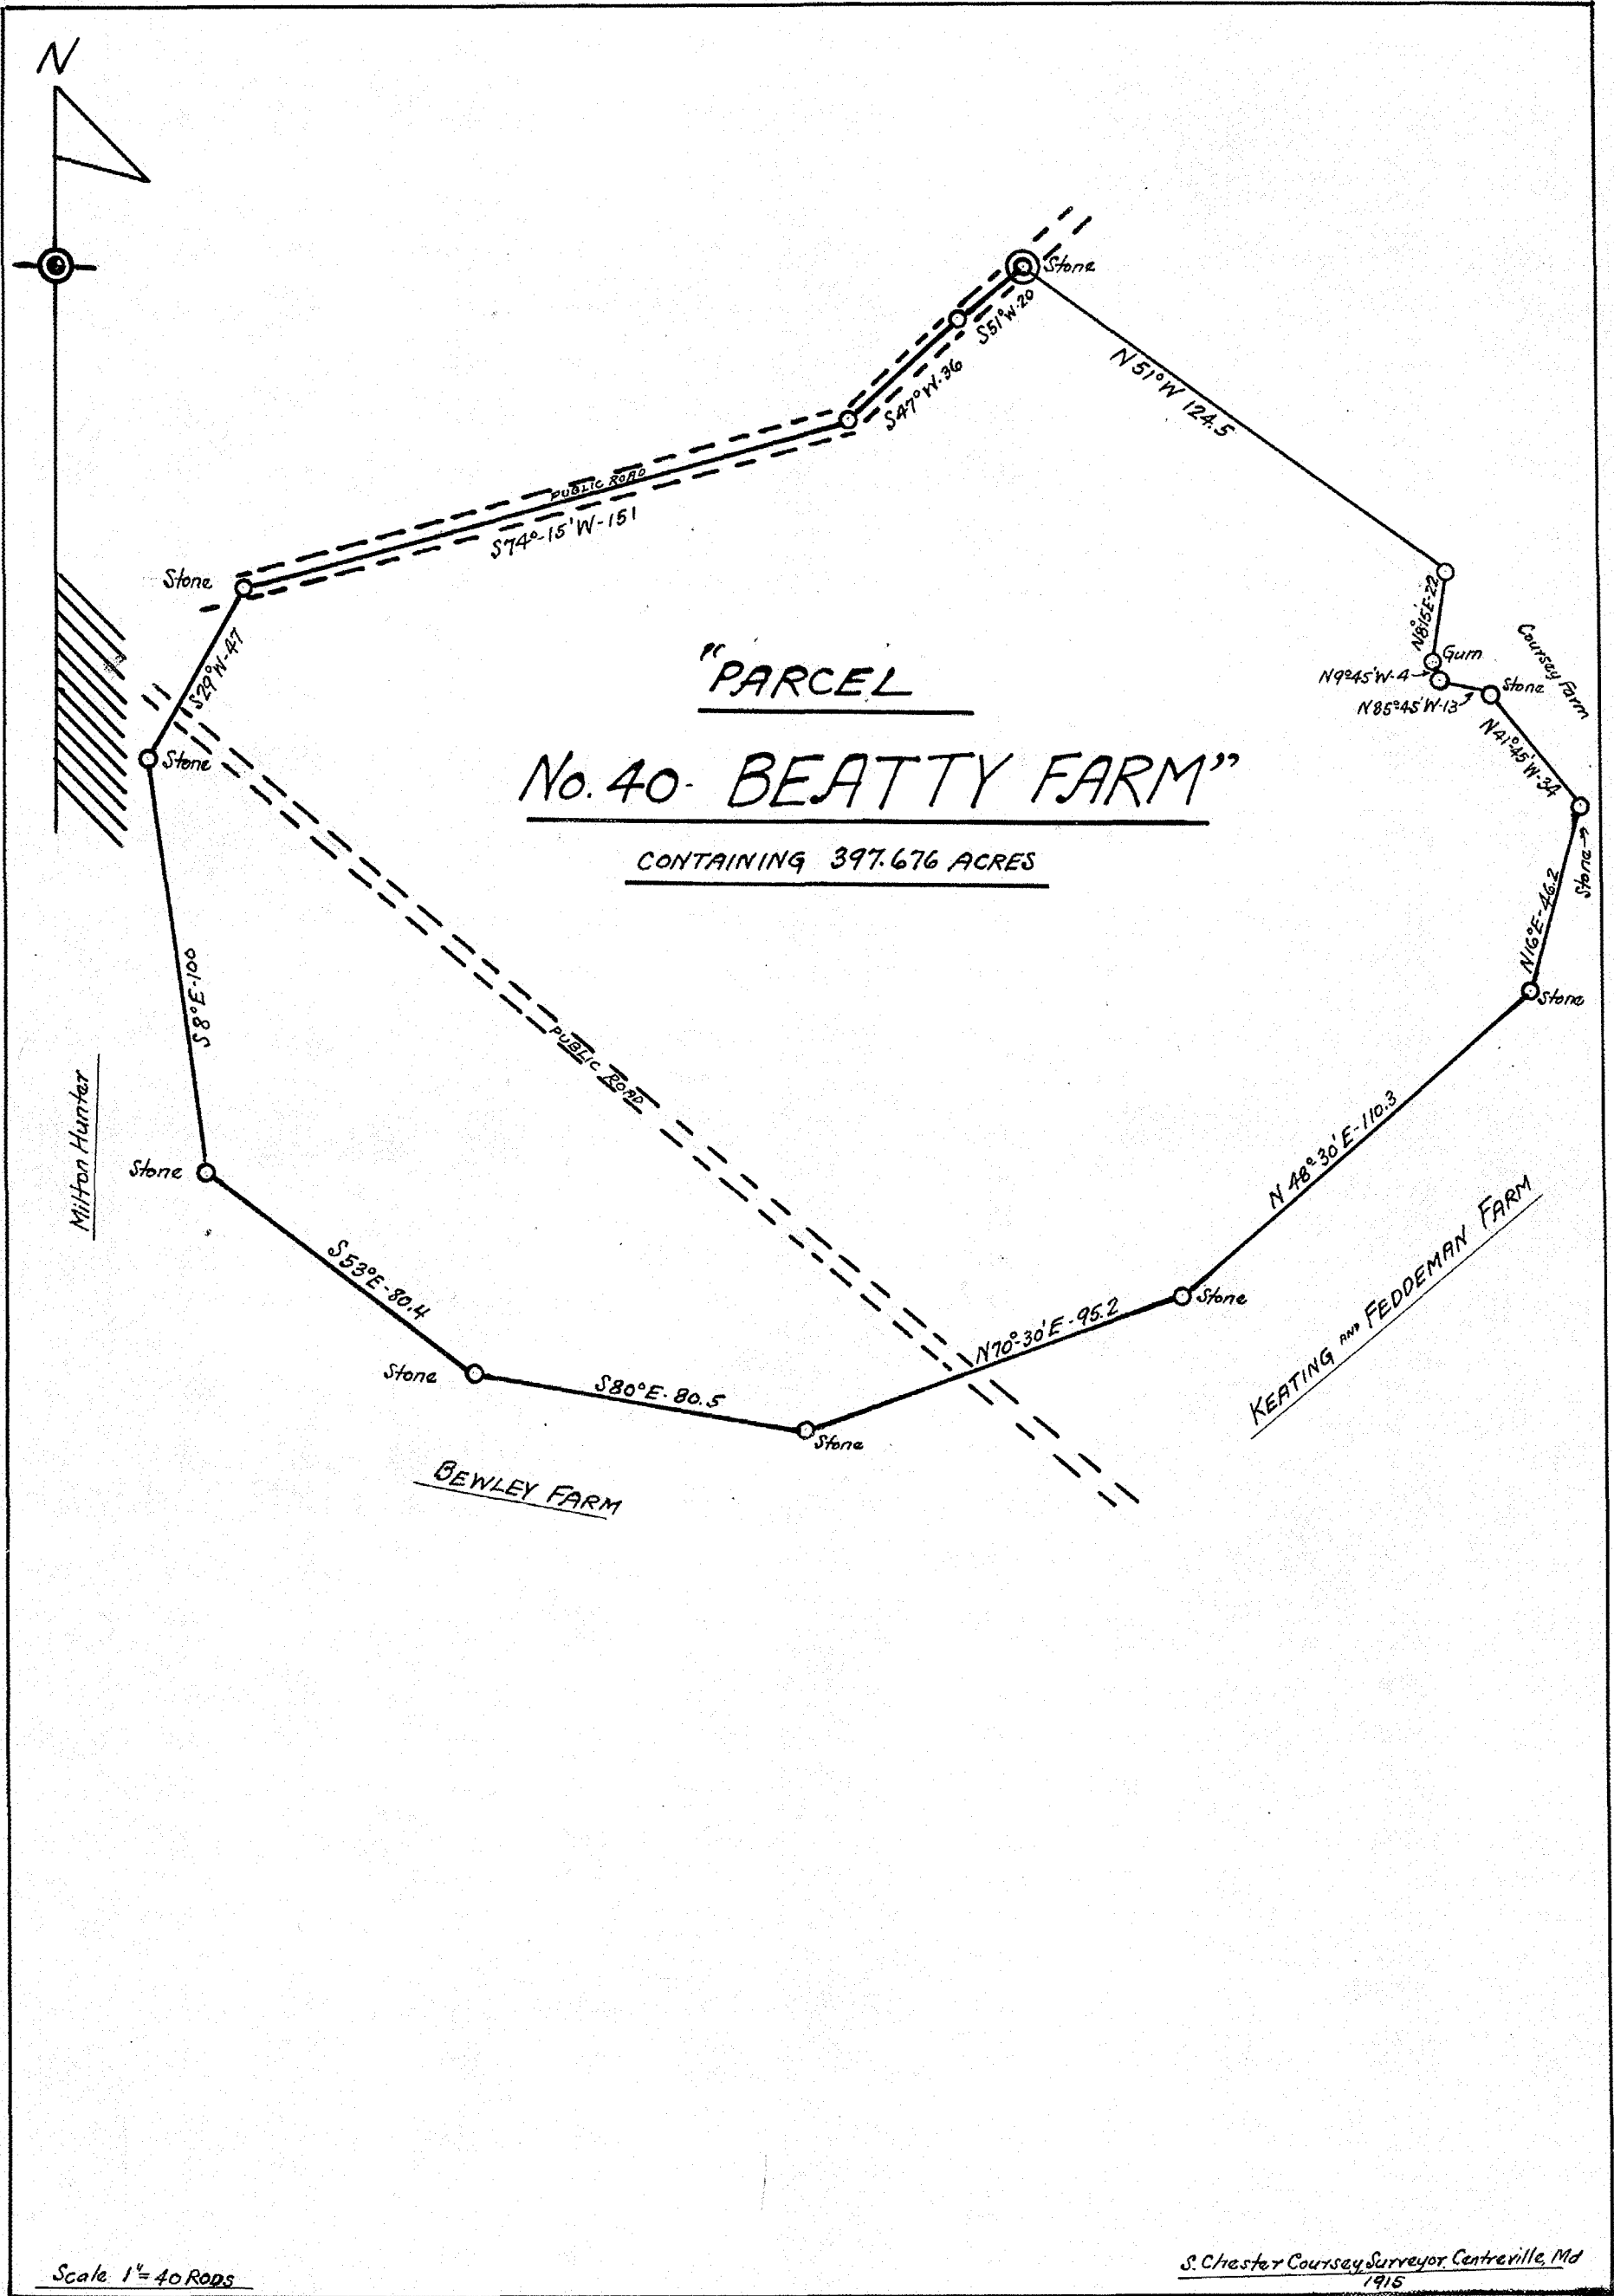 N
Stone
S51°W-20
N 51°W 124.5
S47°W-36
PUBLIC ROAD
S74°-15'W-151
Stone
S29°W-47
N8°15'E-22
Gum
Coursey Farm
N9°45'W-4
Stone
N85°45'W-13
N41°45'W-34
"PARCEL
Stone
No. 40- BEATTY FARM"
CONTAINING 397.676 ACRES
Stone
N16°E-46.2
S8°E-100
Stone
PUBLIC ROAD
Milton Hunter
Stone
N 48°-30'E-110.3
S53°E-80.4
Stone
KEATING AND FEDDEMAN FARM
N70°-30'E-95.2
Stone
S80°E-80.5
Stone
BEWLEY FARM
Scale 1"=40 RODS
S. Chester Coursey, Surveyor, Centreville, Md
1915